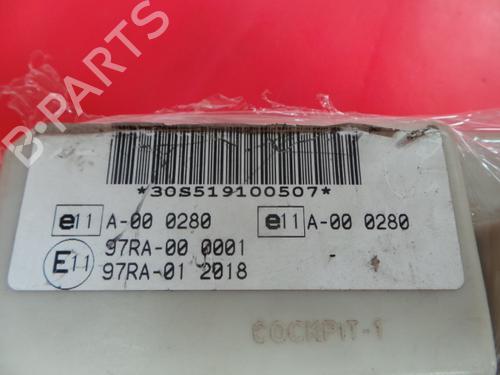 B-PARTS
*30S519100507*
e11 A-00 0280 e11 A-00 0280
E11 97RA-00 0001
97RA-01 2018
COCKPIT-1